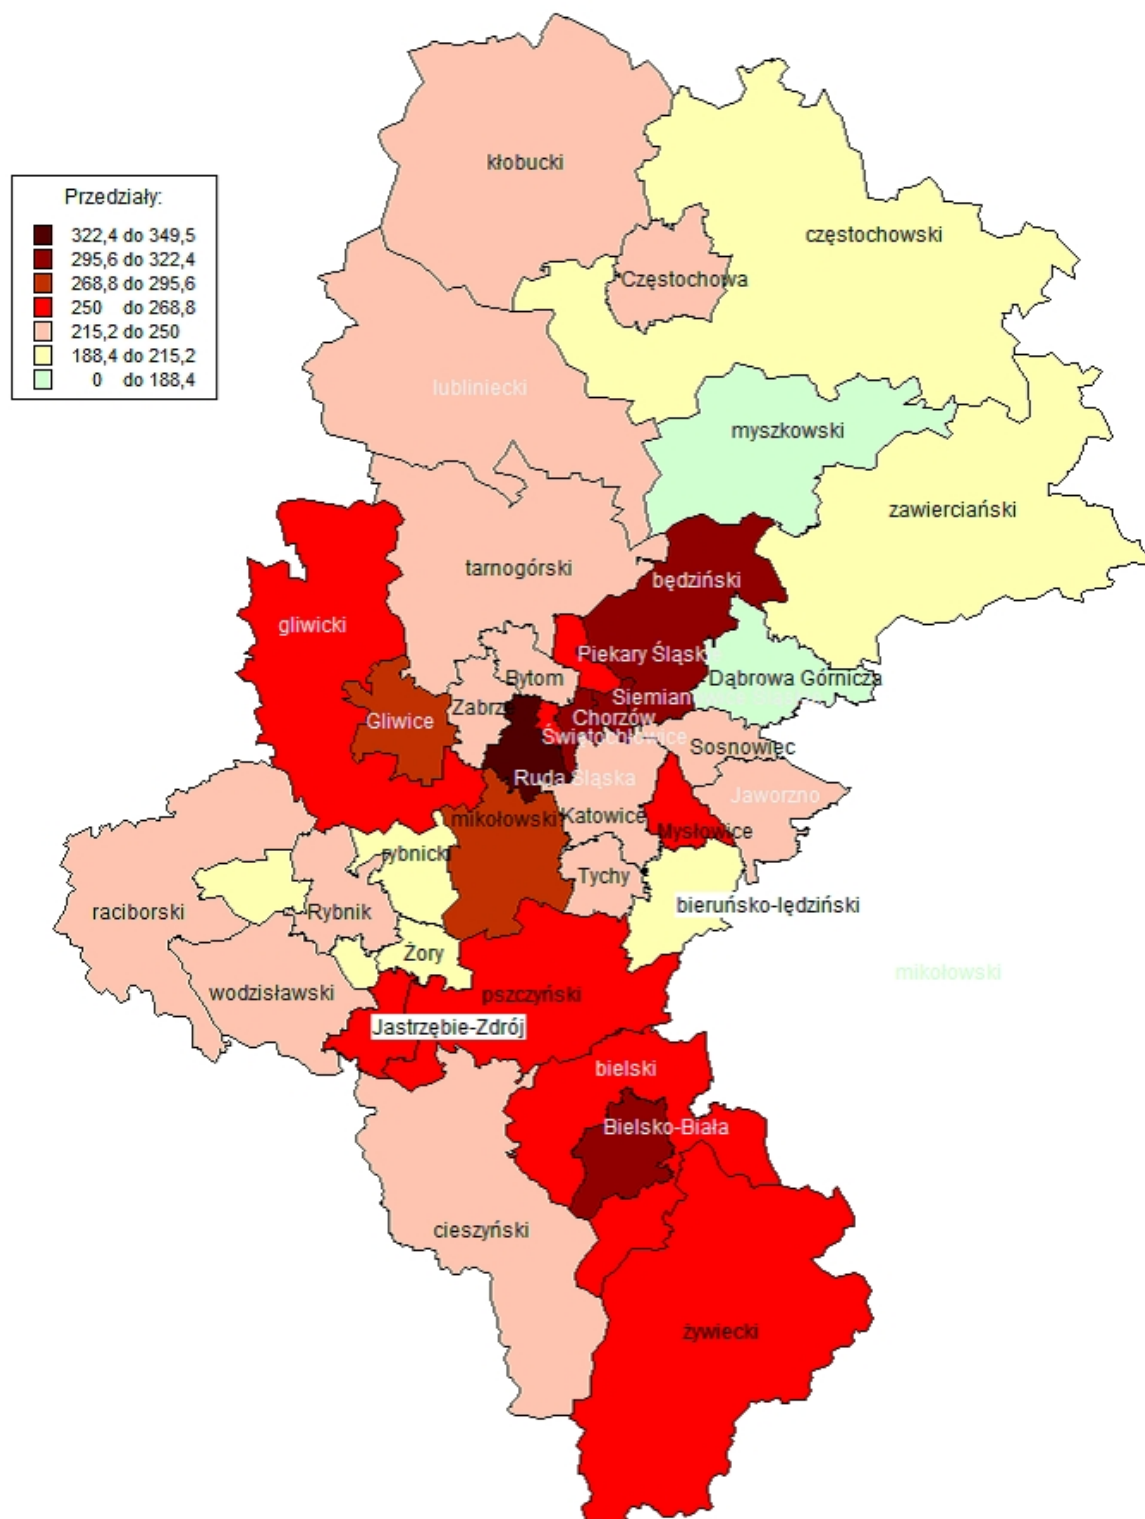 kłobucki
Przedziały:
322,4 do 349,5
295,6 do 322,4
268,8 do 295,6
250 do 268,8
215,2 do 250
188,4 do 215,2
0 do 188,4
częstochowski
Częstochowa
lubliniecki
myszkowski
zawierciański
tarnogórski
będziński
gliwicki
Piekary Śląsk
Bytom
Dąbrowa Górnicza
Siemian
Zabrze
Gliwice
Chorzów
Świętochłowice
Sosnowiec
Ruda Śląska
Jaworzno
mikołowski
Katowice
Mysłowice
rybnicki
Tychy
bieruńsko-lędziński
raciborski
Rybnik
Żory
mikołowski
wodzisławski
pszczyński
Jastrzębie-Zdrój
bielski
Bielsko-Biała
cieszyński
żywiecki